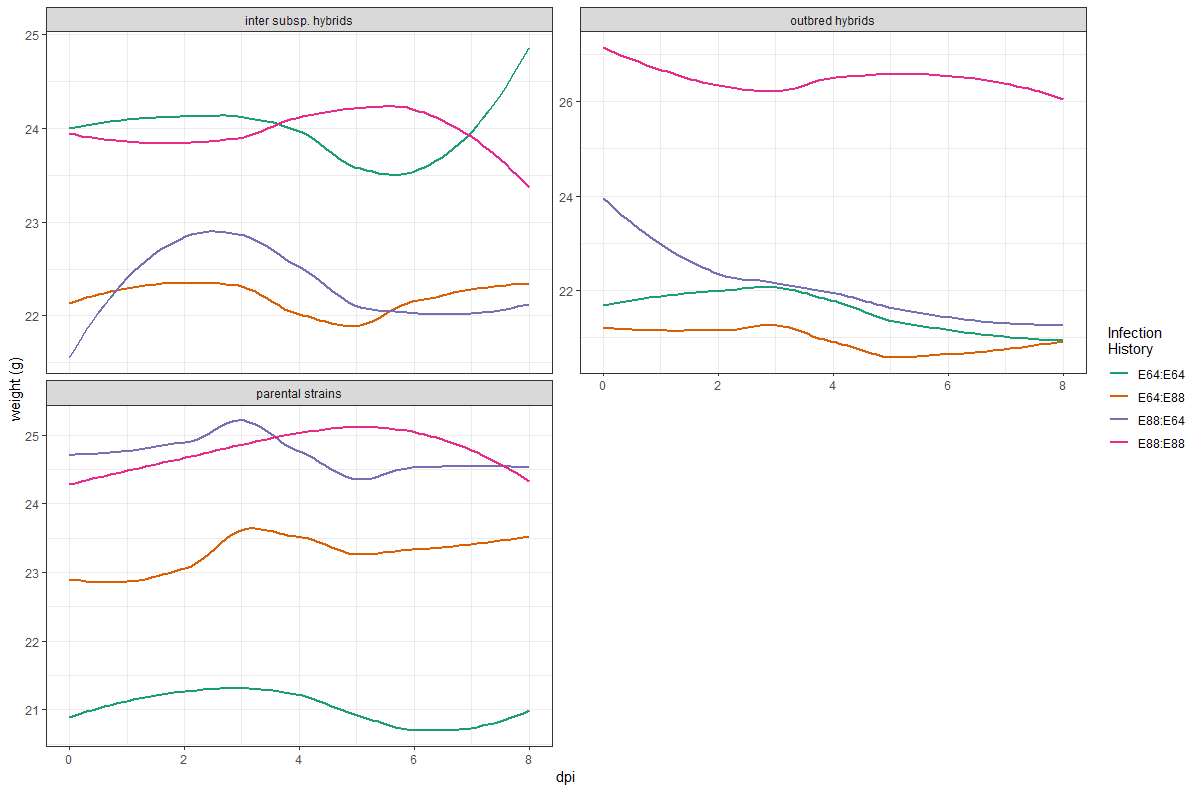 inter subsp. hybrids
25
24
23
22
outbred hybrids
26
24
22
0 2 4 6 8
parental strains
25
24
23
22
21
0 2 4 6 8
weight (g)
dpi
Infection
History
E64:E64
E64:E88
E88:E64
E88:E88